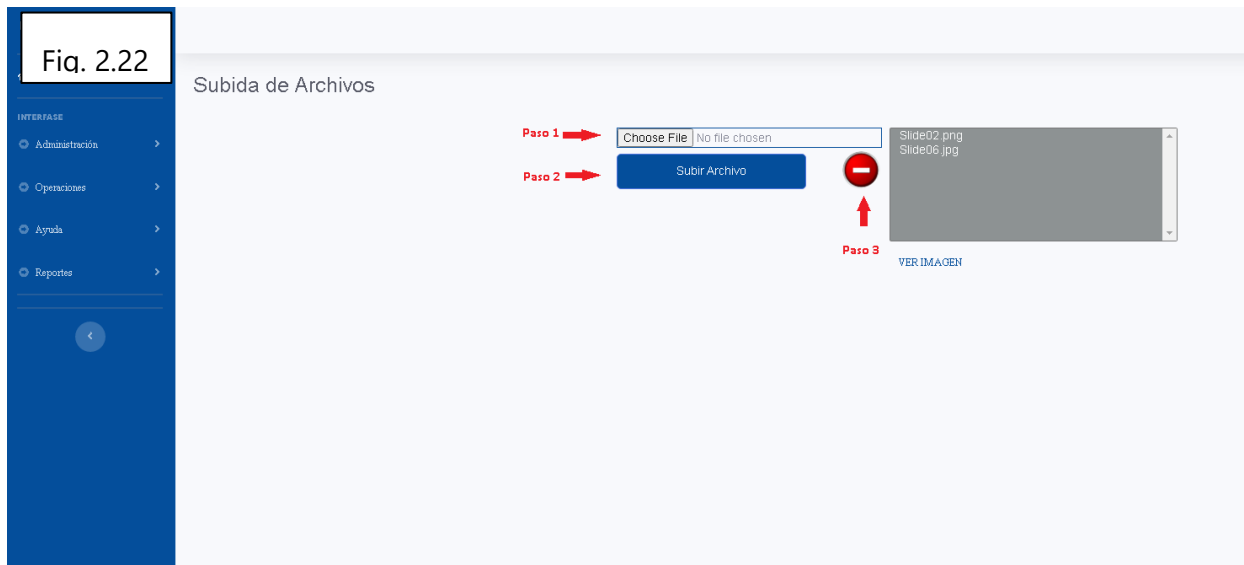 Fig. 2.22
Subida de Archivos
INTERFASE
Administración
Operaciones
Ayuda
Reportes
Paso 1
Choose File No file chosen
Paso 2
Subir Archivo
Paso 3
Slide02.png
Slide06.jpg
VER IMAGEN